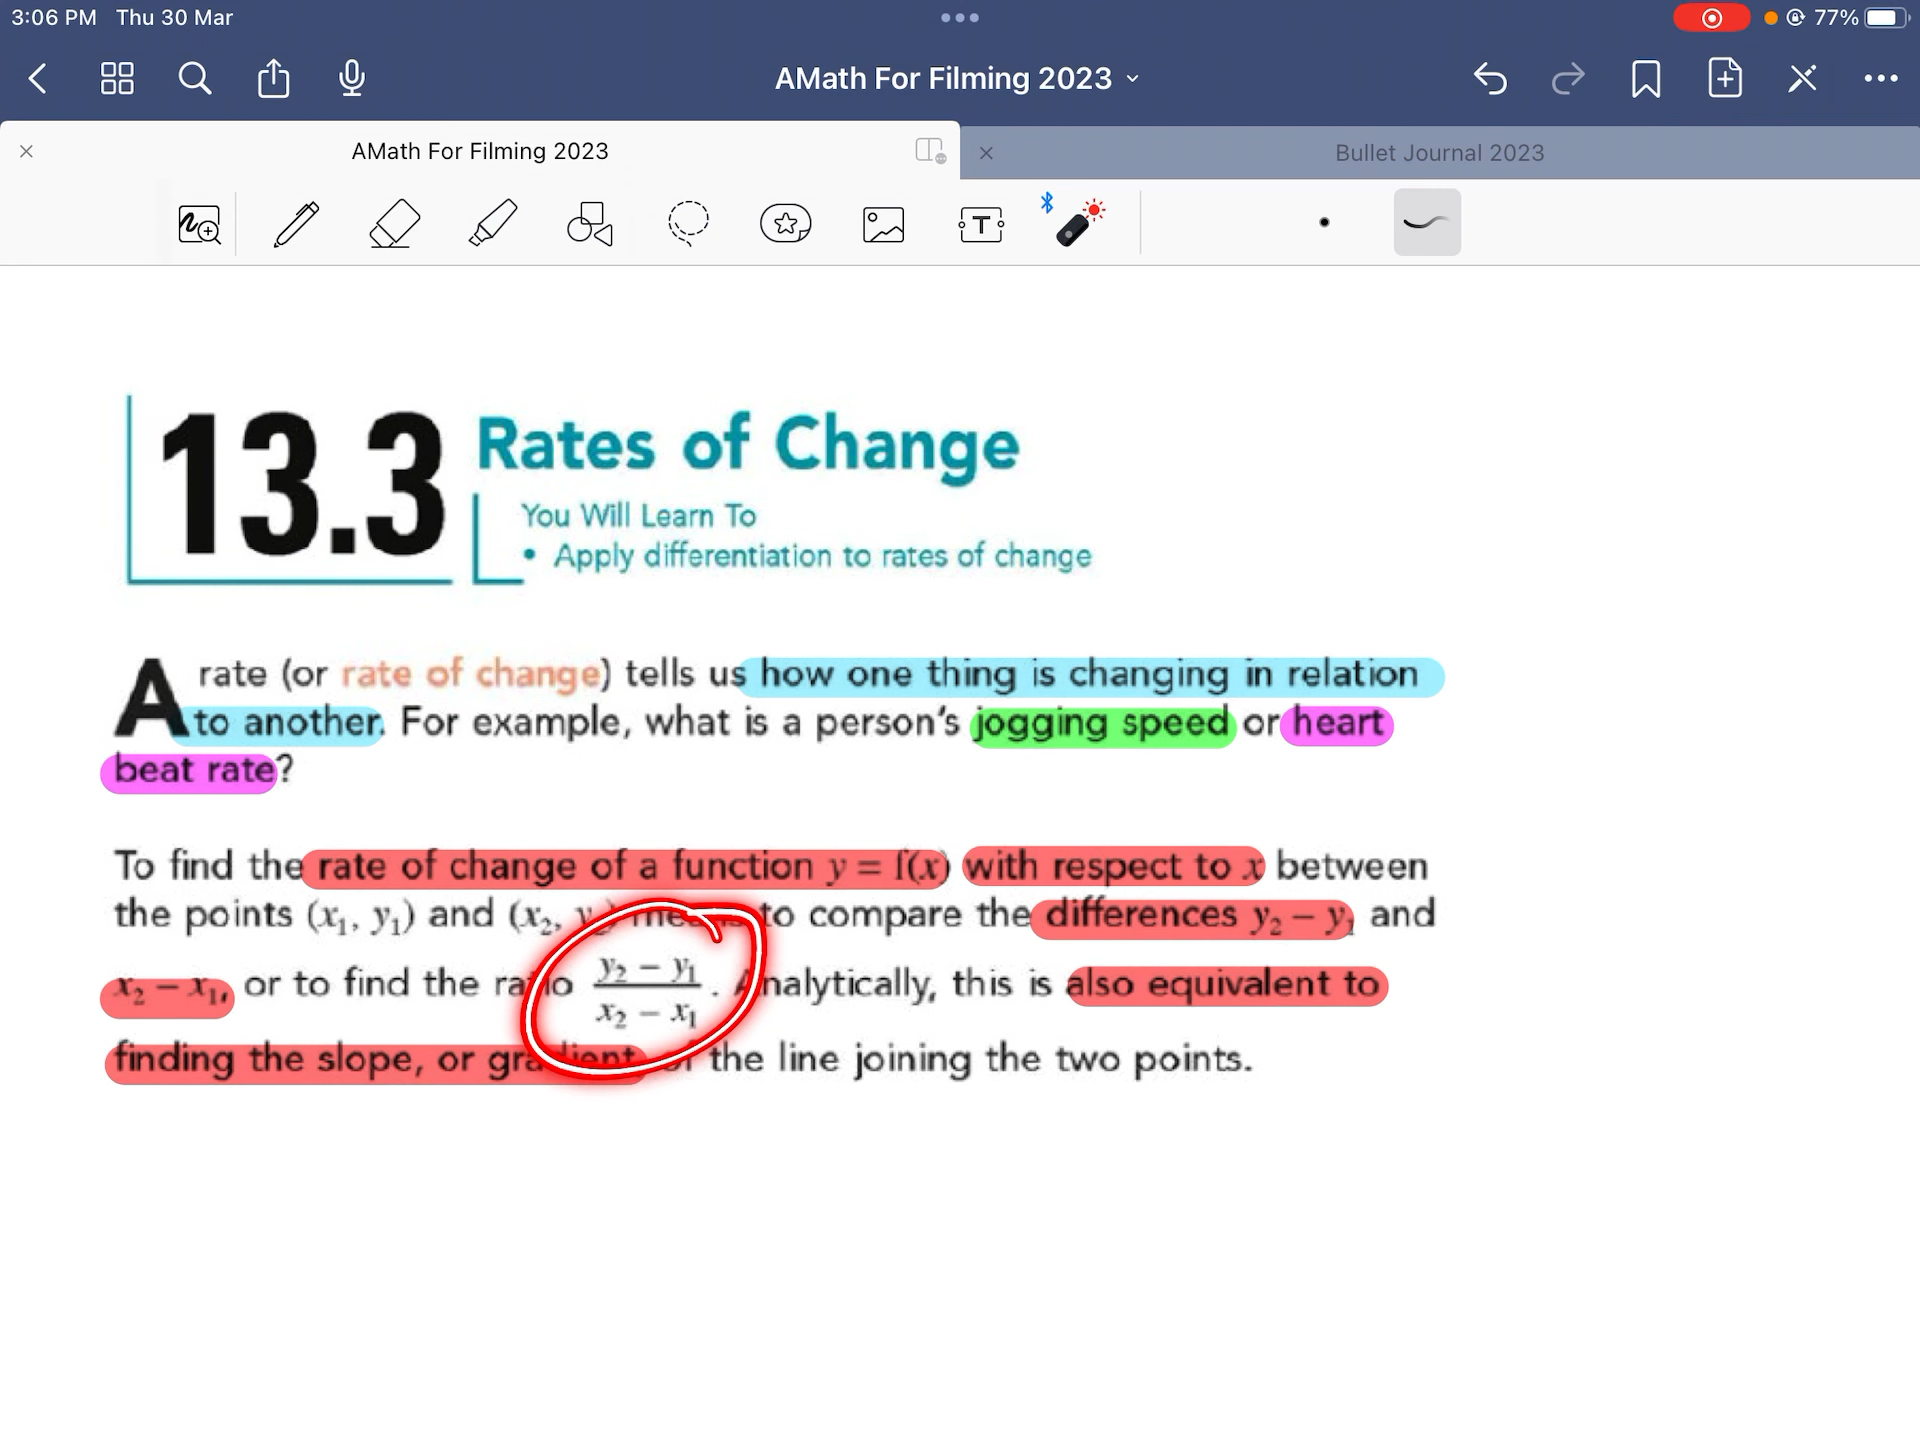 3:06 PM Thu 30 Mar
77%
AMath For Filming 2023
AMath For Filming 2023
Bullet Journal 2023
T
13.3 Rates of Change
You Will Learn To
• Apply differentiation to rates of change
A rate (or rate of change) tells us how one thing is changing in relation
to another. For example, what is a person's jogging speed or heart
beat rate?
To find the rate of change of a function y = f(x) with respect to x between
the points (x₁, y₁) and (x₂, y₂) means to compare the differences y₂ − y₁ and
x₂ − x₁, or to find the ratio (y₂ − y₁)/(x₂ − x₁). Analytically, this is also equivalent to
finding the slope, or gradient, of the line joining the two points.